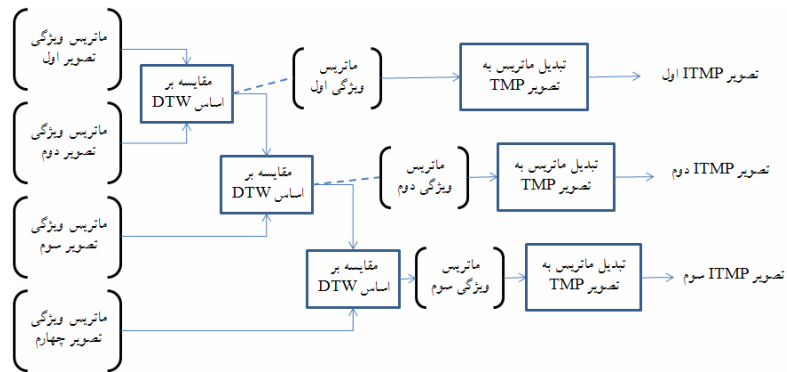 ماتریس ویژگی
تصویر اول
ماتریس ویژگی
تصویر دوم
ماتریس ویژگی
تصویر سوم
ماتریس ویژگی
تصویر چهارم
مقایسه بر
اساس DTW
ماتریس
ویژگی اول
تبدیل ماتریس به
تصویر TMP
تصویر ITMP اول
مقایسه بر
اساس DTW
ماتریس
ویژگی دوم
تبدیل ماتریس به
تصویر TMP
تصویر ITMP دوم
مقایسه بر
اساس DTW
ماتریس
ویژگی سوم
تبدیل ماتریس به
تصویر TMP
تصویر ITMP سوم